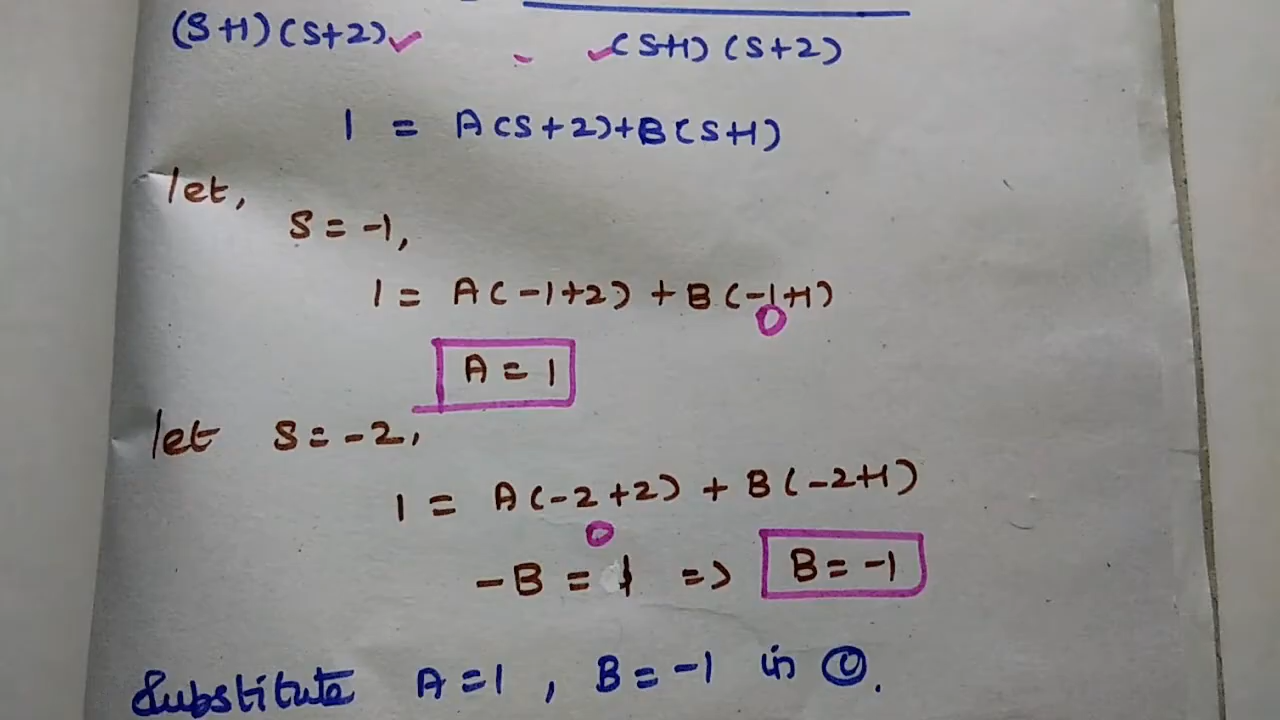 (S+1)(S+2) (S+1)(S+2)
1 = A(S+2)+B(S+1)
let,
S = -1,
1 = A(-1+2) + B(-1+1)
0
A = 1
let S = -2,
1 = A(-2+2) + B(-2+1)
0
-B = 1 => B = -1
Substitute A = 1 , B = -1 in ①.